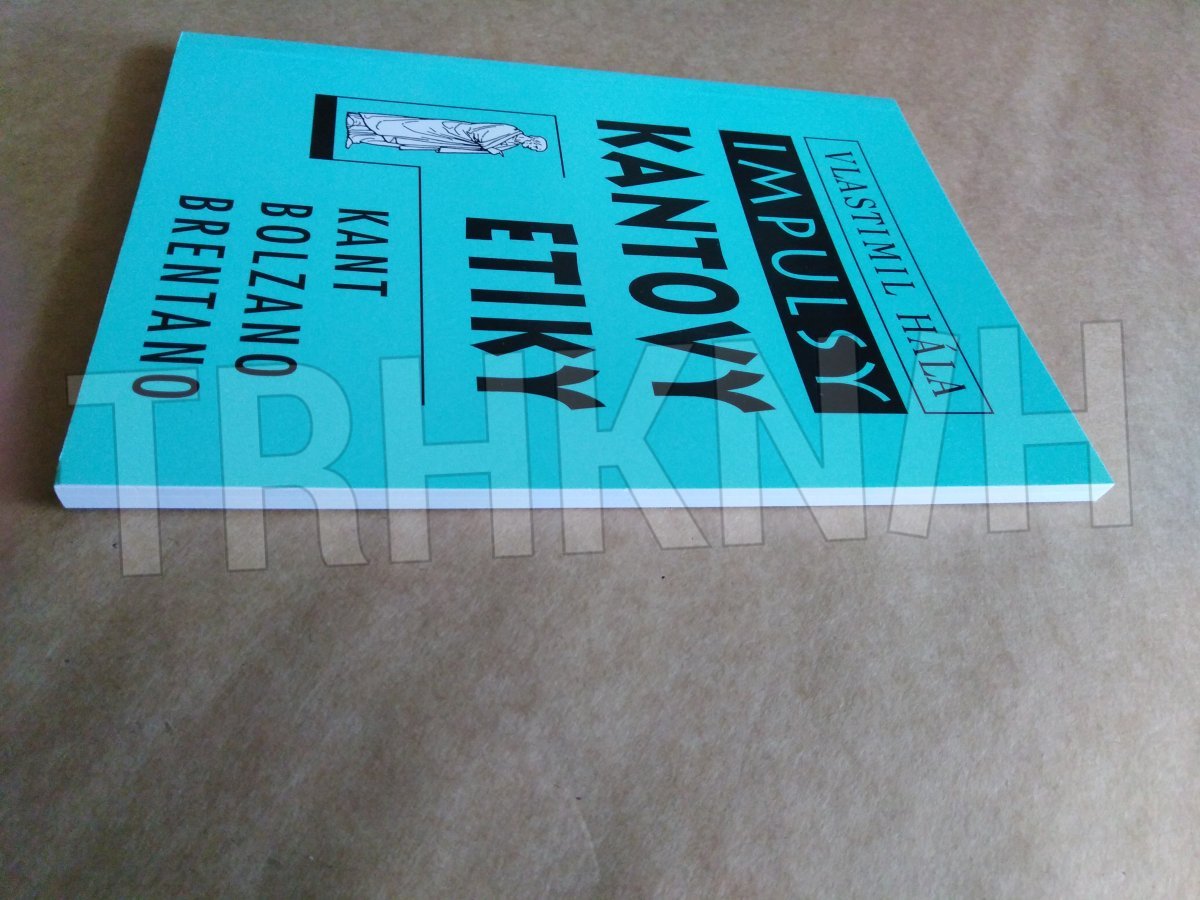 VLASTIMIL HÁLA
IMPULSY
KANTOVY
ETIKY
KANT
BOLZANO
BRENTANO
TRHKNIH